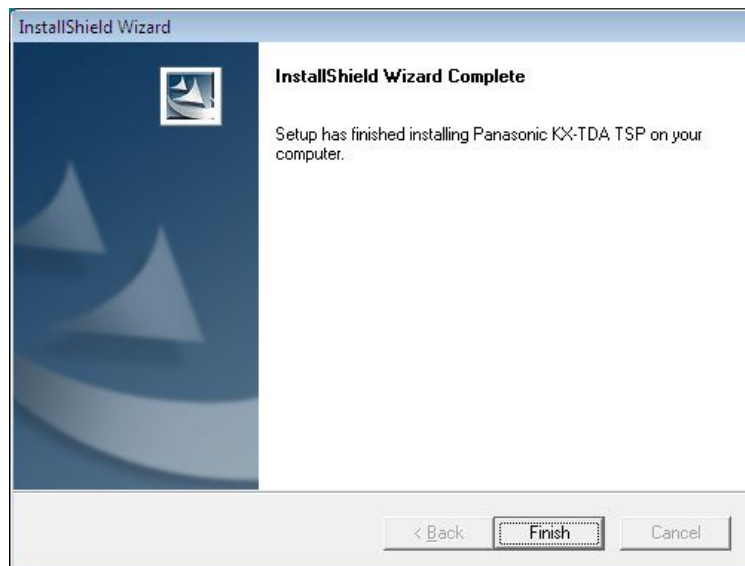 InstallShield Wizard
InstallShield Wizard Complete
Setup has finished installing Panasonic KX-TDA TSP on your
computer.
< Back
Finish
Cancel